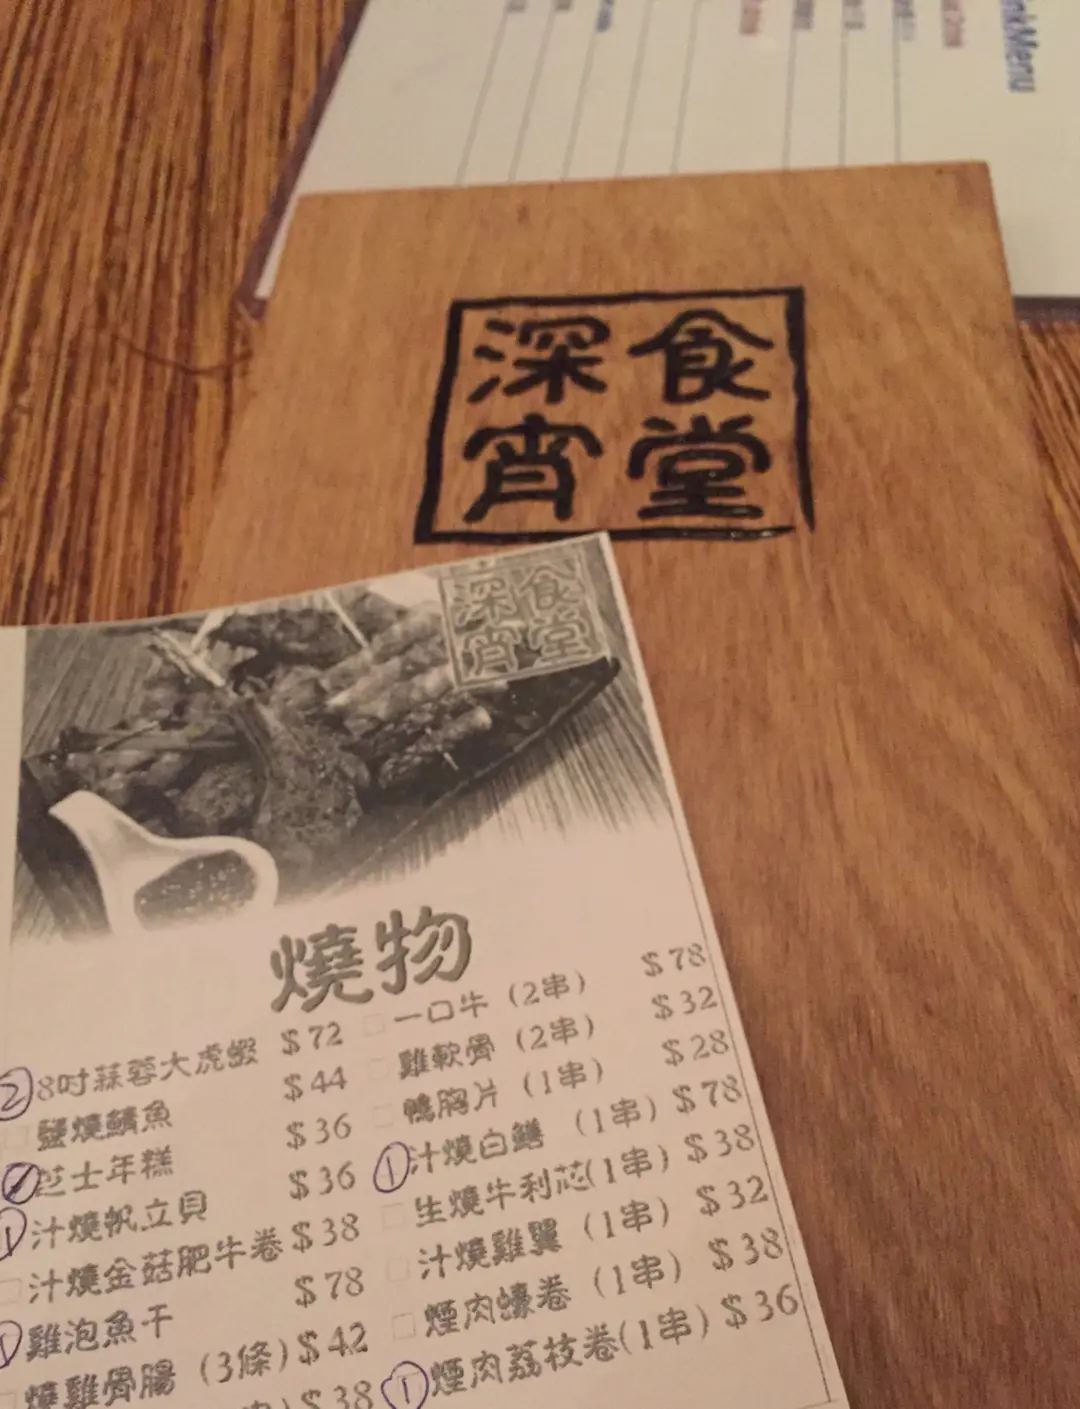 Menu
深食
宵堂
深食
宵堂
燒物
8吋蒜蓉大虎蝦 $72
鹽燒鯖魚 $44
芝士年糕 $36
汁燒帆立貝 $36
汁燒金菇肥牛卷 $38
雞泡魚干 $78
燒雞骨腸 (3條) $42
$38
一口牛 (2串) $78
雞軟骨 (2串) $32
鴨胸片 (1串) $28
汁燒白鱔 (1串) $78
生燒牛利芯(1串) $38
汁燒雞翼 (1串) $32
煙肉蠔卷 (1串) $38
煙肉荔枝卷(1串) $36